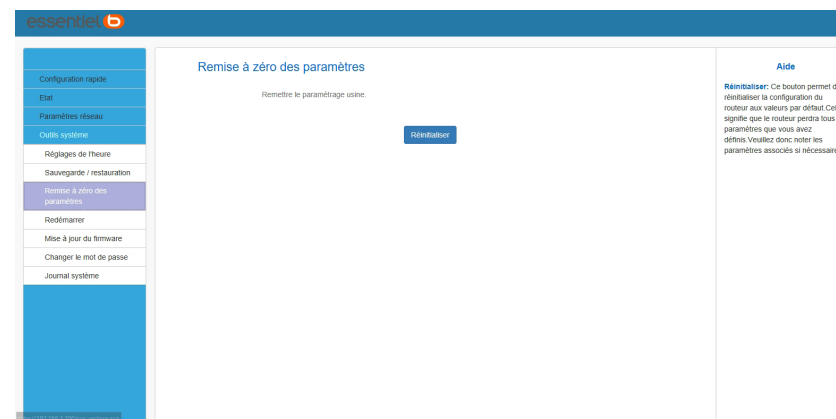 essentiel b
Configuration rapide
Etat
Paramètres réseau
Outils système
Réglages de l'heure
Sauvegarde / restauration
Remise à zéro des
paramètres
Redémarrer
Mise à jour du firmware
Changer le mot de passe
Journal système
Remise à zéro des paramètres
Remettre le paramétrage usine.
Réinitialiser
Aide
Réinitialiser: Ce bouton permet d
réinitialiser la configuration du
routeur aux valeurs par défaut.Cel
signifie que le routeur perdra tous
paramètres que vous avez
définis.Veuillez donc noter les
paramètres associés si nécessaire